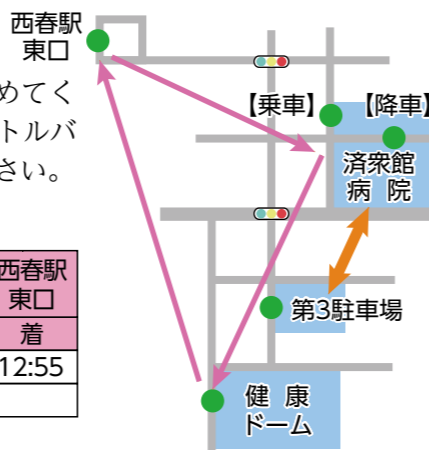 西春駅
東口
めてく
トルバ
さい。
【乗車】
【降車】
済衆館
病 院
西春駅
東口
着
12:55
第3駐車場
健 康
ドーム